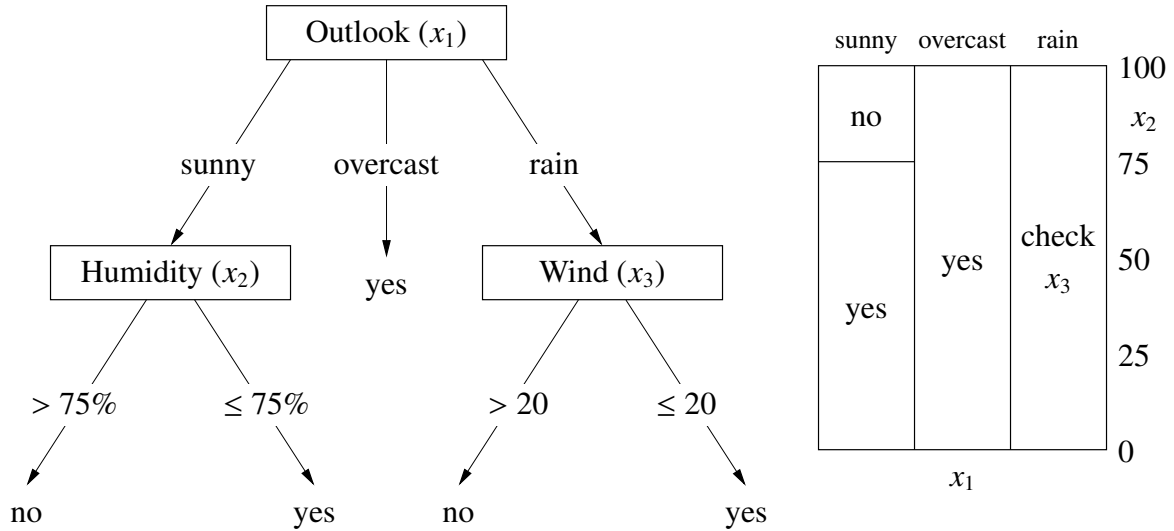 Outlook (x₁)
sunny
overcast
rain
Humidity (x₂)
yes
Wind (x₃)
> 75%
≤ 75%
> 20
≤ 20
no
yes
no
yes
sunny
overcast
rain
100
no
x₂
75
check
yes
50
x₃
yes
25
0
x₁